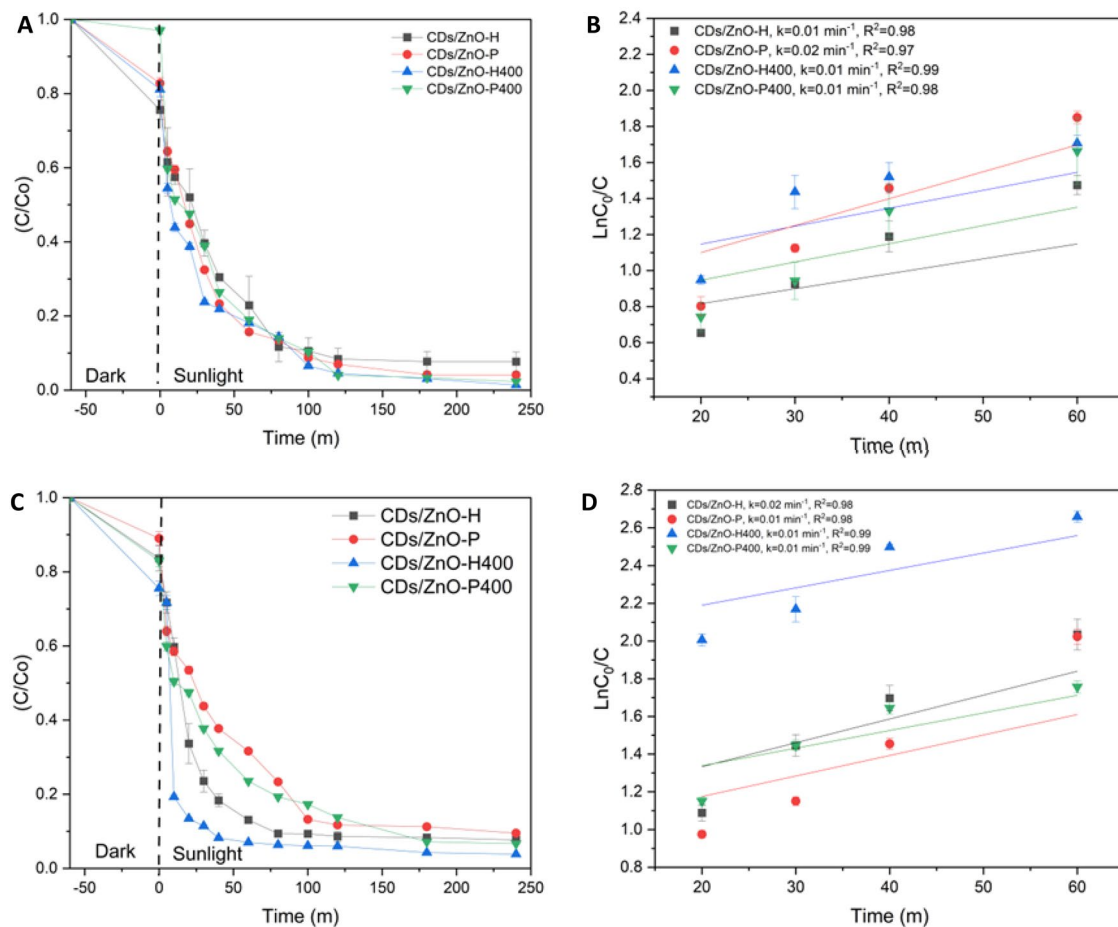 A
1.0
0.8
0.6
0.4
0.2
0.0
(C/Co)
CDs/ZnO-H
CDs/ZnO-P
CDs/ZnO-H400
CDs/ZnO-P400
Dark
Sunlight
-50 0 50 100 150 200 250
Time (m)
B
2.4
2.2
2.0
1.8
1.6
1.4
1.2
1.0
0.8
0.6
0.4
LnC₀/C
CDs/ZnO-H, k=0.01 min⁻¹, R²=0.98
CDs/ZnO-P, k=0.02 min⁻¹, R²=0.97
CDs/ZnO-H400, k=0.01 min⁻¹, R²=0.99
CDs/ZnO-P400, k=0.01 min⁻¹, R²=0.98
20 30 40 50 60
Time (m)
C
1.0
0.8
0.6
0.4
0.2
0.0
(C/Co)
CDs/ZnO-H
CDs/ZnO-P
CDs/ZnO-H400
CDs/ZnO-P400
Dark
Sunlight
-50 0 50 100 150 200 250
Time (m)
D
2.8
2.6
2.4
2.2
2.0
1.8
1.6
1.4
1.2
1.0
0.8
LnC₀/C
CDs/ZnO-H, k=0.02 min⁻¹, R²=0.98
CDs/ZnO-P, k=0.01 min⁻¹, R²=0.98
CDs/ZnO-H400, k=0.01 min⁻¹, R²=0.99
CDs/ZnO-P400, k=0.01 min⁻¹, R²=0.99
20 30 40 50 60
Time (m)